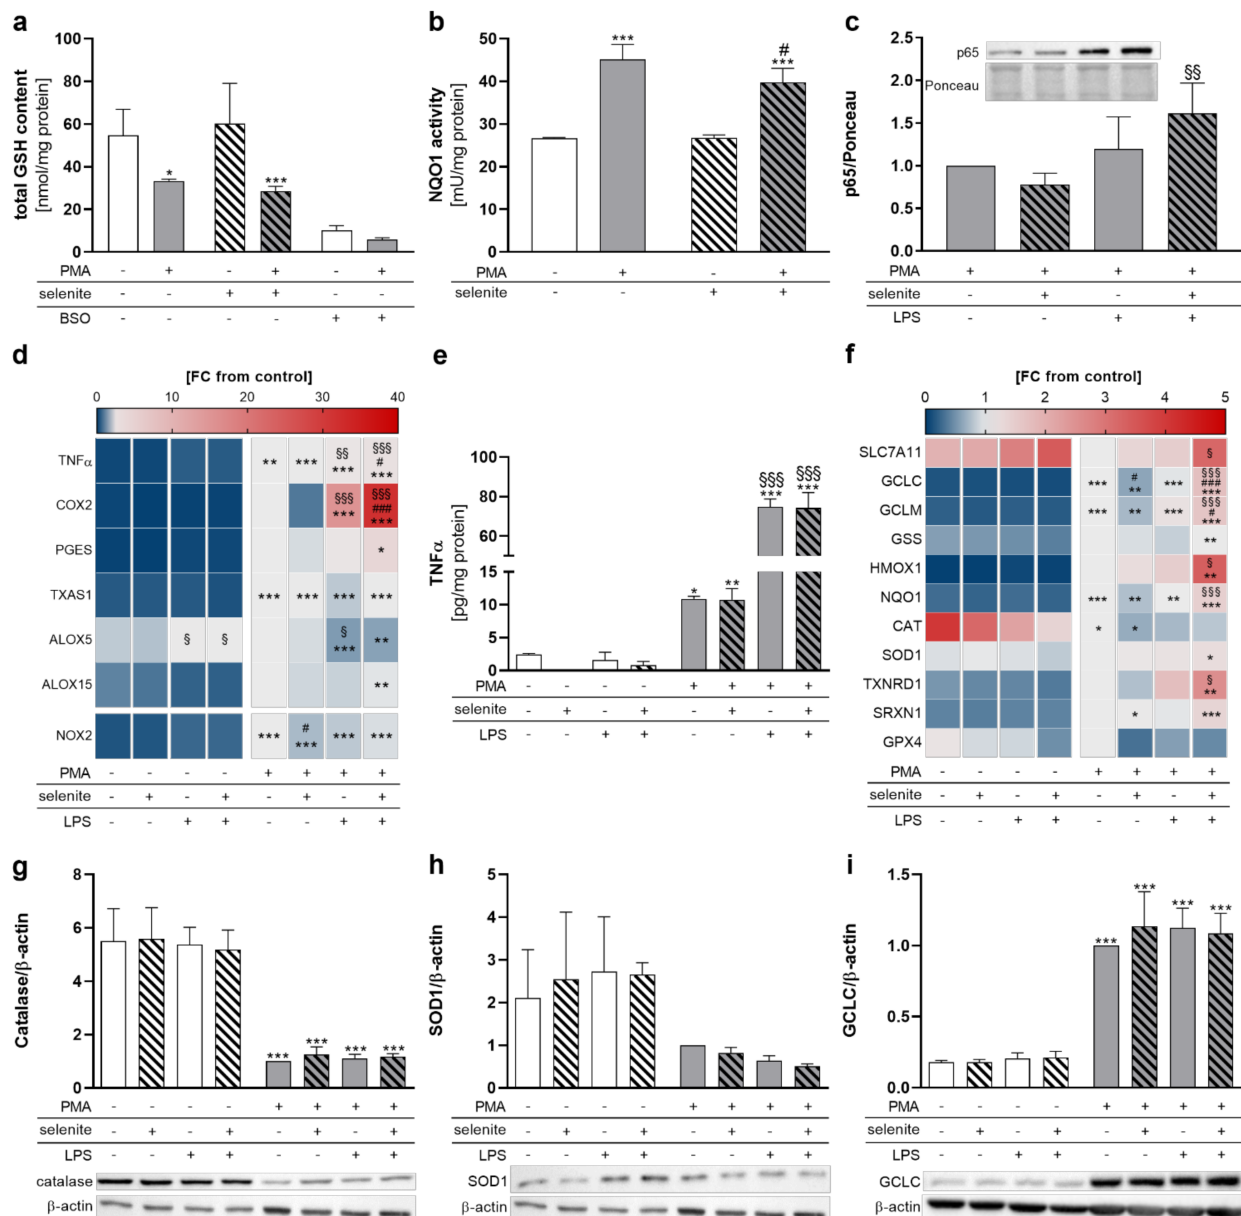 a
total GSH content
[nmol/mg protein]
100
80
60
40
20
0
*
***
PMA - + - + - +
selenite - - + + - -
BSO - - - - + +
b
NQO1 activity
[mU/mg protein]
50
40
30
20
10
0
***
#
***
PMA - + - +
selenite - - + +
c
p65/Ponceau
2.5
2.0
1.5
1.0
0.5
0.0
p65
Ponceau
§§
PMA + + + +
selenite - + - +
LPS - - + +
d
[FC from control]
0 10 20 30 40
TNFα ** *** §§ *** §§§ # ***
COX2 §§§ *** §§§ ### ***
PGES *
TXAS1 *** *** *** ***
ALOX5 § § § *** **
ALOX15 **
NOX2 *** # *** *** ***
PMA - - - - + + + +
selenite - + - + - + - +
LPS - - + + - - + +
e
TNFα
[pg/mg protein]
100
80
60
15
10
5
0
*
**
§§§
***
§§§
***
PMA - - - - + + + +
selenite - + - + - + - +
LPS - - + + - - + +
f
[FC from control]
0 1 2 3 4 5
SLC7A11 §
GCLC *** # ** *** §§§ ### ***
GCLM *** ** *** §§§ # ***
GSS **
HMOX1 § **
NQO1 *** ** ** §§§ ***
CAT * *
SOD1 *
TXNRD1 § **
SRXN1 * ***
GPX4
PMA - - - - + + + +
selenite - + - + - + - +
LPS - - + + - - + +
g
Catalase/β-actin
8
6
4
2
0
*** *** *** ***
PMA - - - - + + + +
selenite - + - + - + - +
LPS - - + + - - + +
catalase
β-actin
h
SOD1/β-actin
5
4
3
2
1
0
PMA - - - - + + + +
selenite - + - + - + - +
LPS - - + + - - + +
SOD1
β-actin
i
GCLC/β-actin
1.5
1.0
0.5
0.0
*** *** *** ***
PMA - - - - + + + +
selenite - + - + - + - +
LPS - - + + - - + +
GCLC
β-actin